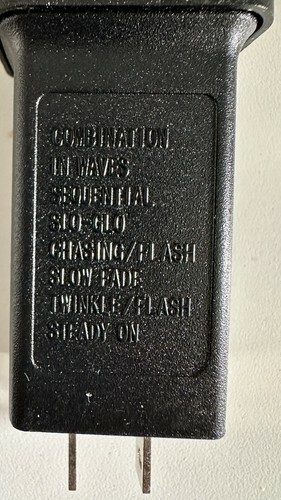 COMBINATION
IN WAVES
SEQUENTIAL
SLO-GLO
CHASING/FLASH
SLOW FADE
TWINKLE/FLASH
STEADY ON